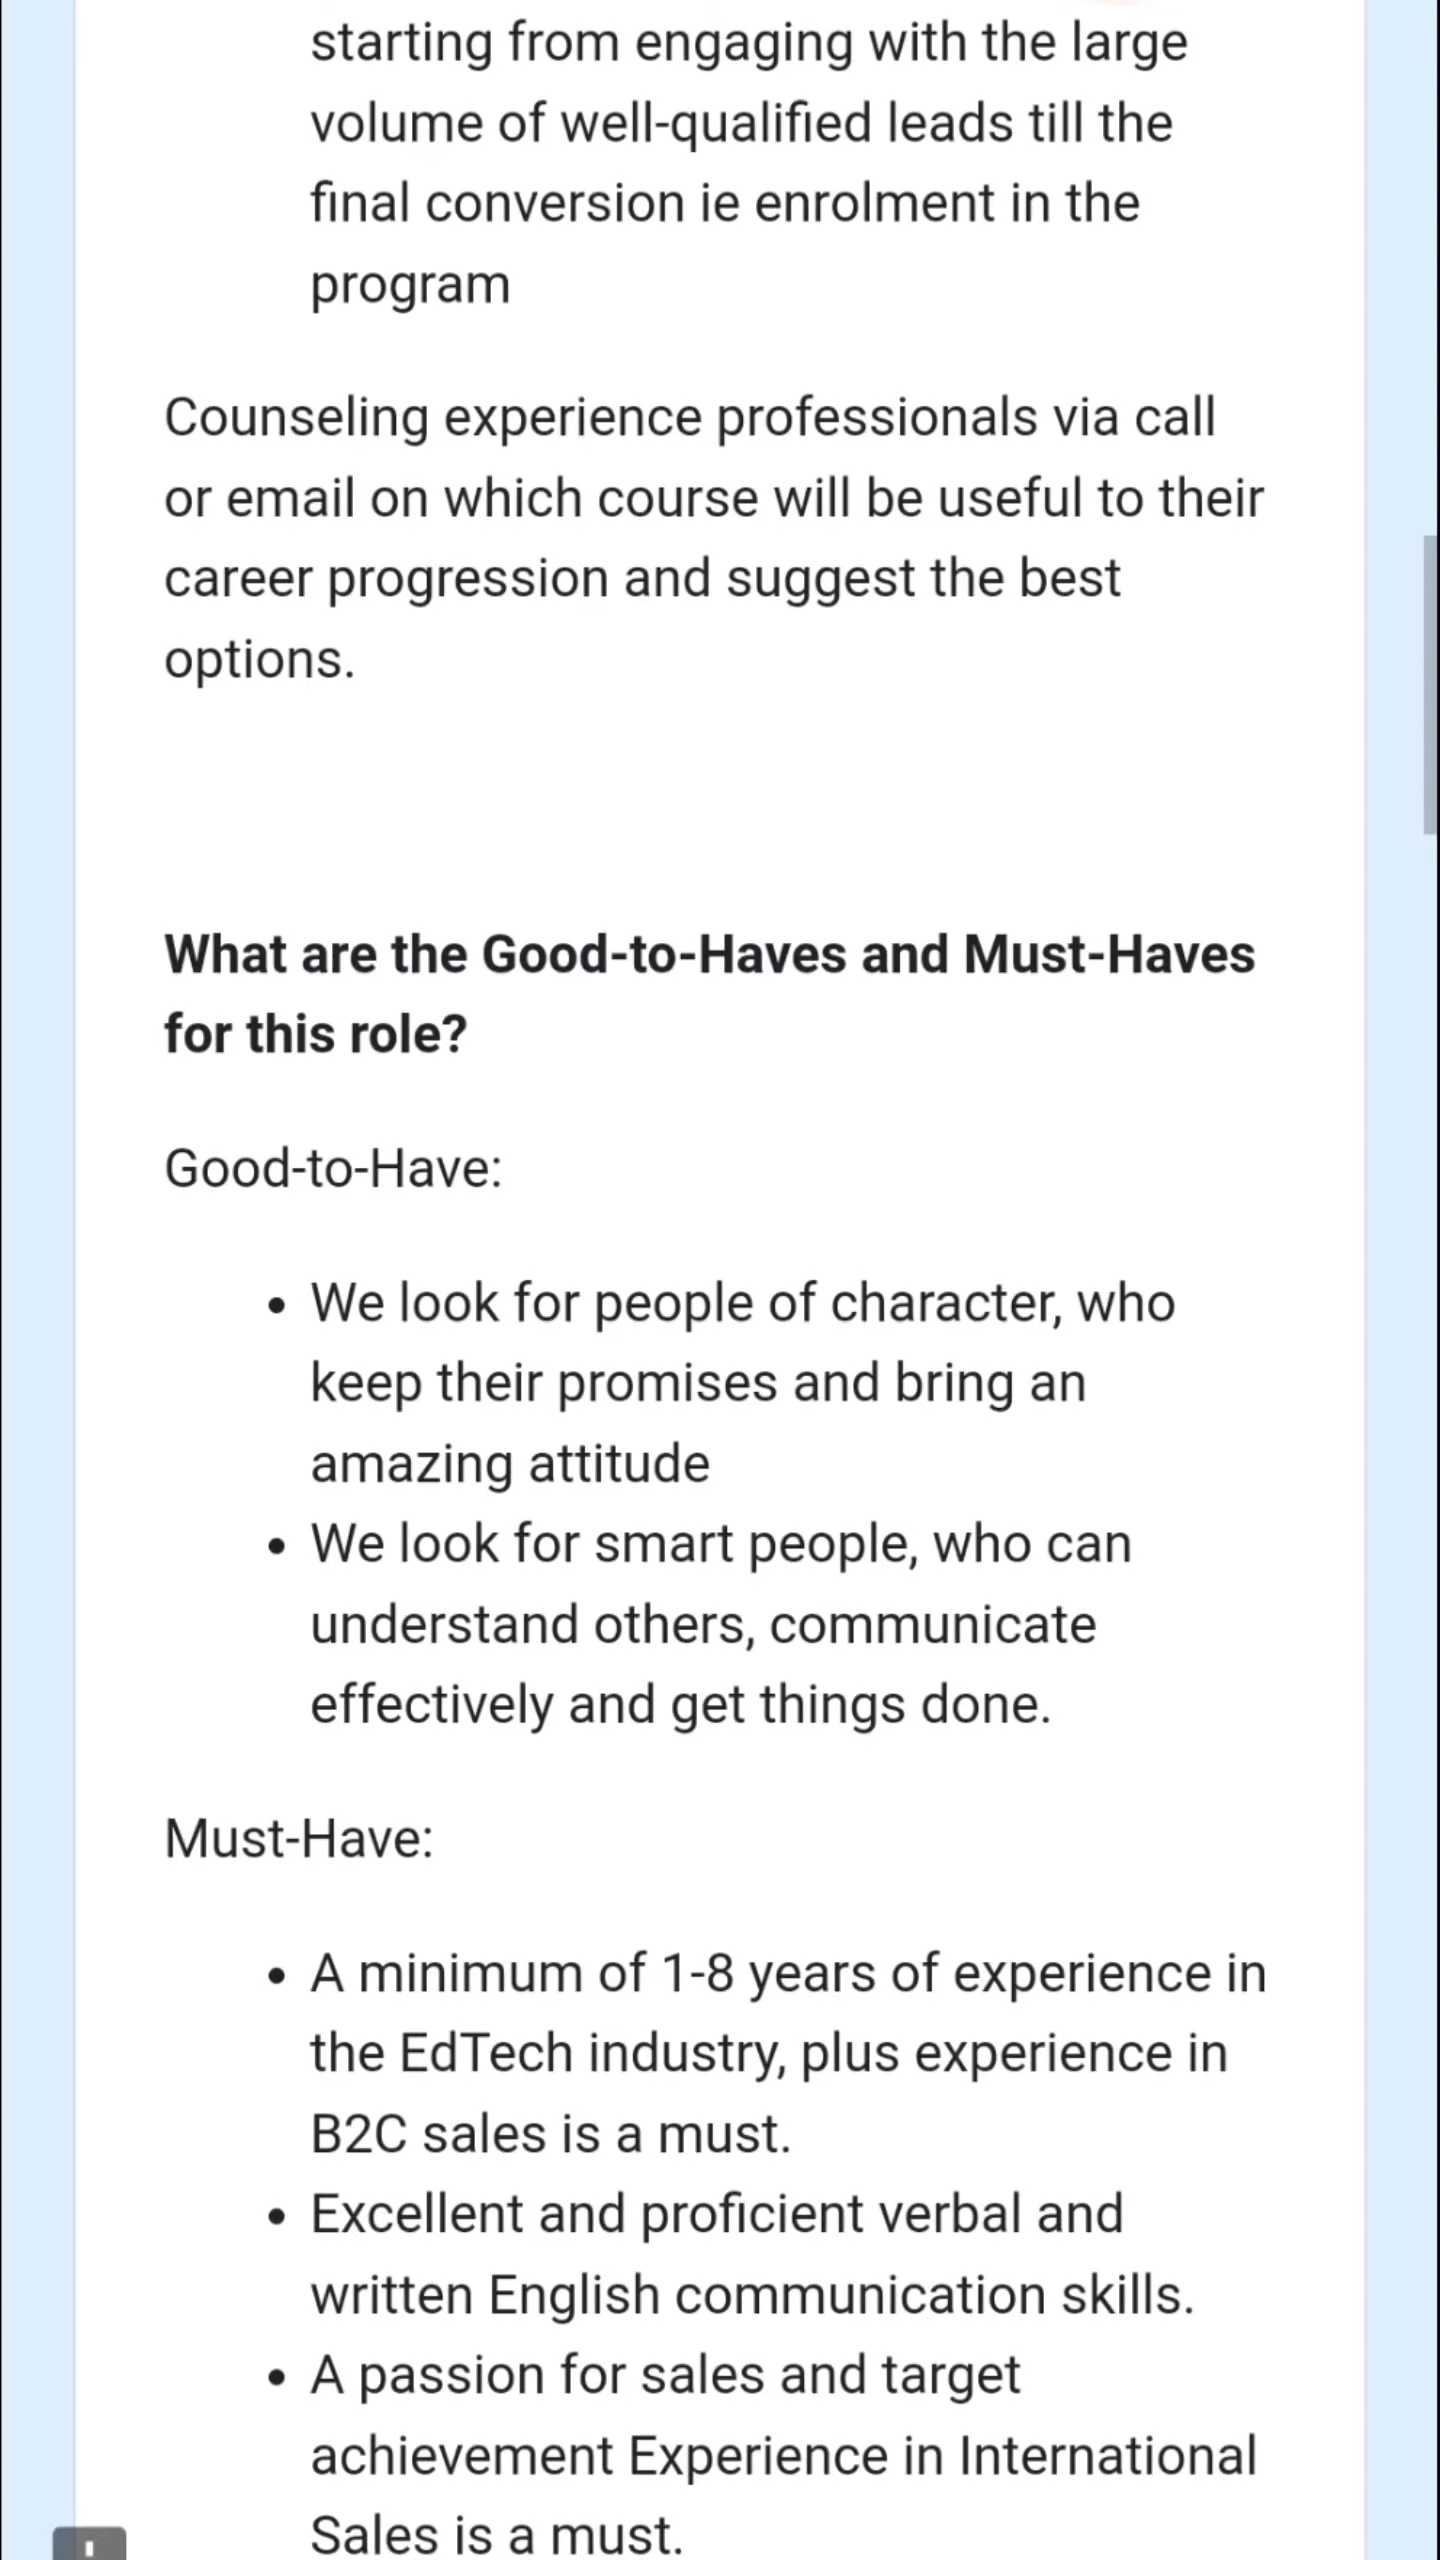 starting from engaging with the large
volume of well-qualified leads till the
final conversion ie enrolment in the
program
Counseling experience professionals via call
or email on which course will be useful to their
career progression and suggest the best
options.
What are the Good-to-Haves and Must-Haves
for this role?
Good-to-Have:
• We look for people of character, who
keep their promises and bring an
amazing attitude
• We look for smart people, who can
understand others, communicate
effectively and get things done.
Must-Have:
• A minimum of 1-8 years of experience in
the EdTech industry, plus experience in
B2C sales is a must.
• Excellent and proficient verbal and
written English communication skills.
• A passion for sales and target
achievement Experience in International
Sales is a must.